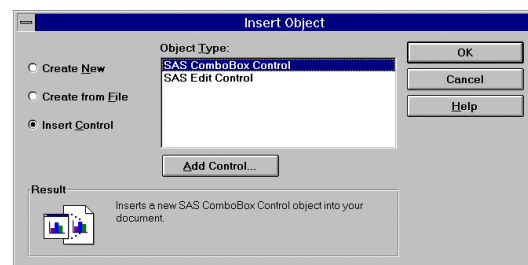 Insert Object
Object Type:
Create New
Create from File
Insert Control
SAS ComboBox Control
SAS Edit Control
OK
Cancel
Help
Add Control...
Result
Inserts a new SAS ComboBox Control object into your
document.